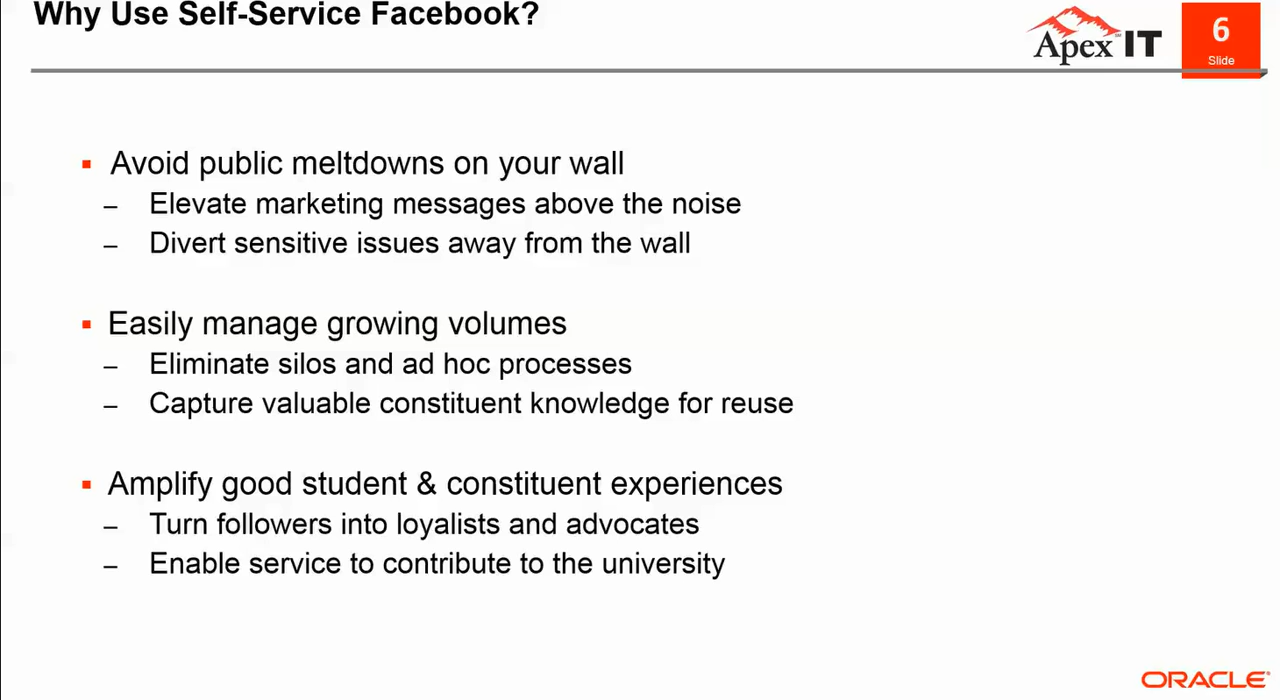 Why Use Self-Service Facebook?
Apex IT
6
Slide
Avoid public meltdowns on your wall
– Elevate marketing messages above the noise
– Divert sensitive issues away from the wall
Easily manage growing volumes
– Eliminate silos and ad hoc processes
– Capture valuable constituent knowledge for reuse
Amplify good student & constituent experiences
– Turn followers into loyalists and advocates
– Enable service to contribute to the university
ORACLE